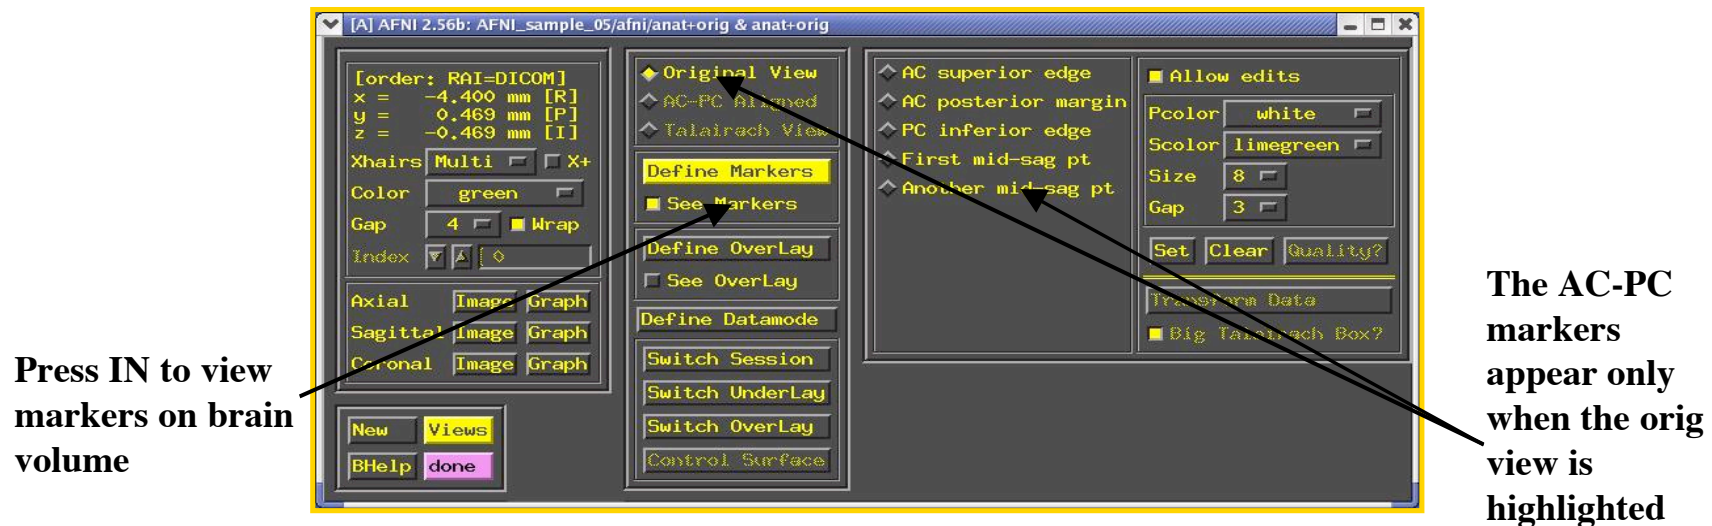 [A] AFNI 2.56b: AFNI_sample_05/afni/anat+orig & anat+orig
[order: RAI=DICOM]
x = -4.400 mm [R]
y = 0.469 mm [P]
z = -0.469 mm [I]
Xhairs Multi X+
Color green
Gap 4 Wrap
Index 0
Axial Image Graph
Sagittal Image Graph
Coronal Image Graph
New Views
BHelp done
Original View
AC-PC Aligned
Talairach View
Define Markers
See Markers
Define OverLay
See OverLay
Define Datamode
Switch Session
Switch UnderLay
Switch OverLay
Control Surface
AC superior edge
AC posterior margin
PC inferior edge
First mid-sag pt
Another mid-sag pt
Allow edits
Pcolor white
Scolor limegreen
Size 8
Gap 3
Set Clear Quality?
Transform Data
Big Talairach Box?
Press IN to view
markers on brain
volume
The AC-PC
markers
appear only
when the orig
view is
highlighted